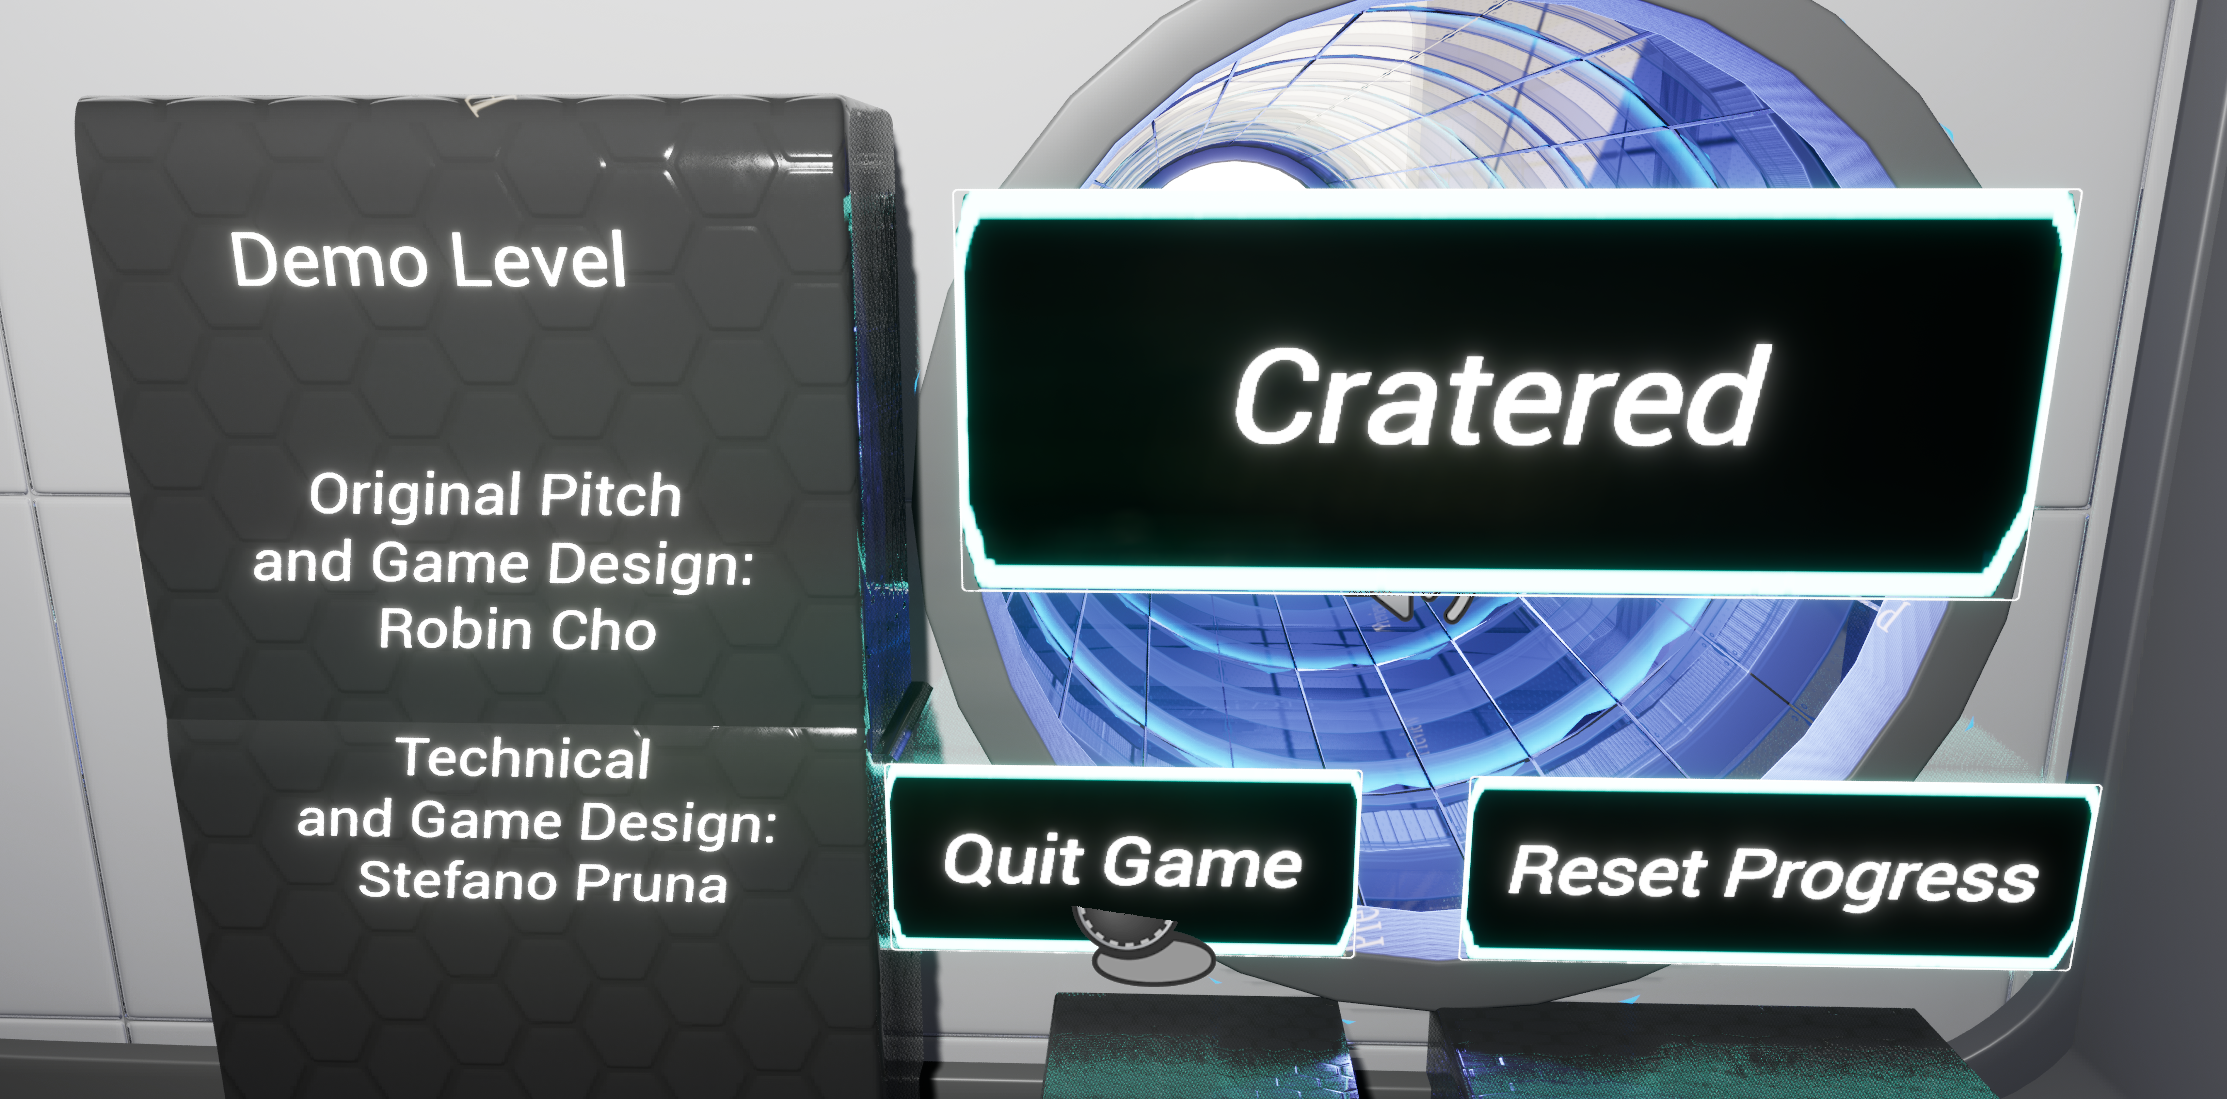 Demo Level
Original Pitch
and Game Design:
Robin Cho
Technical
and Game Design:
Stefano Pruna
Cratered
Quit Game
Reset Progress